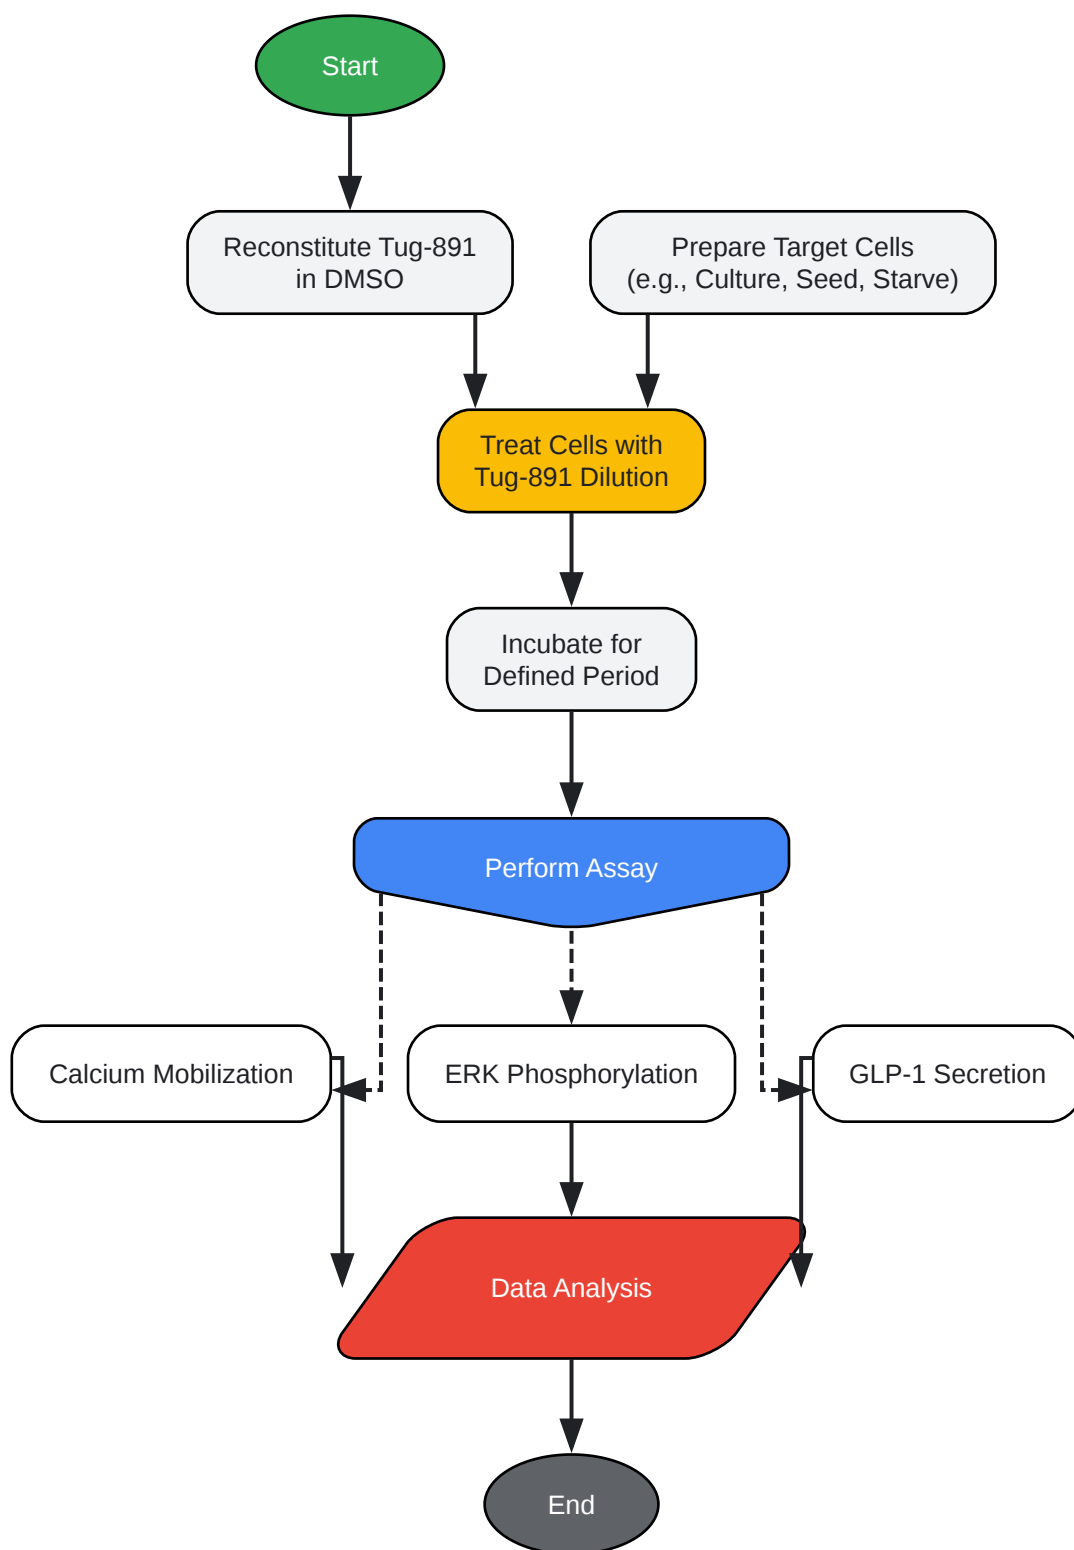 Start
Reconstitute Tug-891
in DMSO
Prepare Target Cells
(e.g., Culture, Seed, Starve)
Treat Cells with
Tug-891 Dilution
Incubate for
Defined Period
Perform Assay
Calcium Mobilization
ERK Phosphorylation
GLP-1 Secretion
Data Analysis
End